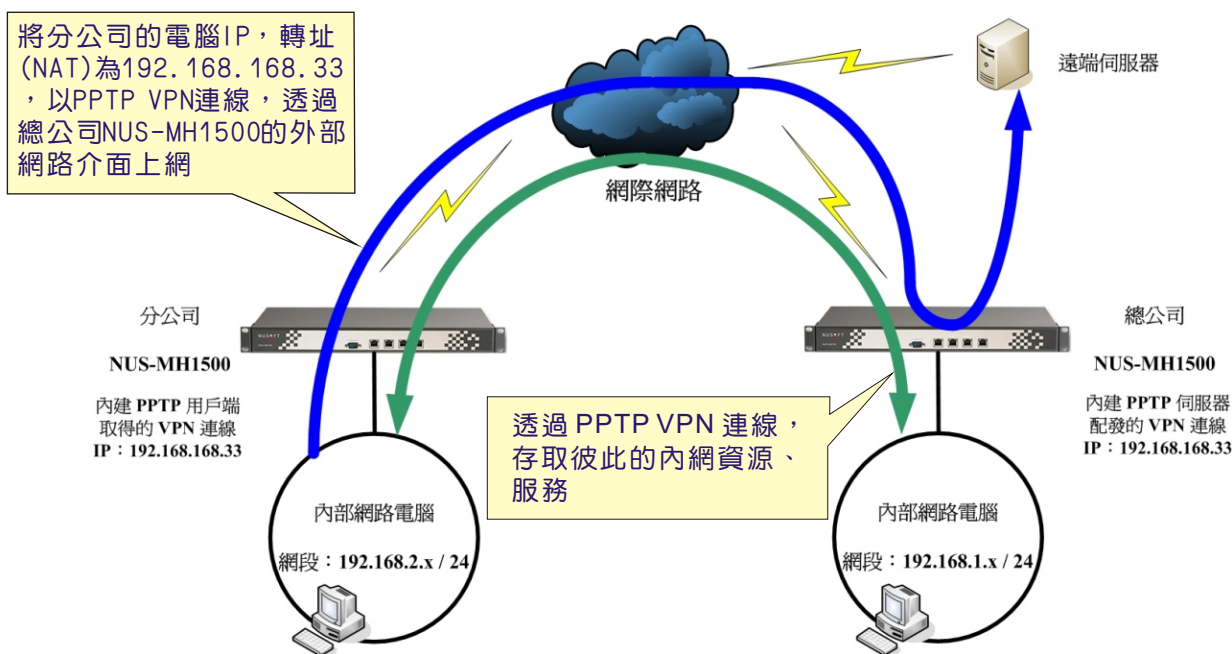 將分公司的電腦IP，轉址
(NAT)為192.168.168.33
，以PPTP VPN連線，透過
總公司NUS-MH1500的外部
網路介面上網
遠端伺服器
網際網路
分公司
NUS-MH1500
內建 PPTP 用戶端
取得的 VPN 連線
IP：192.168.168.33
NUSOFT
總公司
NUS-MH1500
內建 PPTP 伺服器
配發的 VPN 連線
IP：192.168.168.33
NUSOFT
透過 PPTP VPN 連線，
存取彼此的內網資源、
服務
內部網路電腦
網段：192.168.2.x / 24
內部網路電腦
網段：192.168.1.x / 24